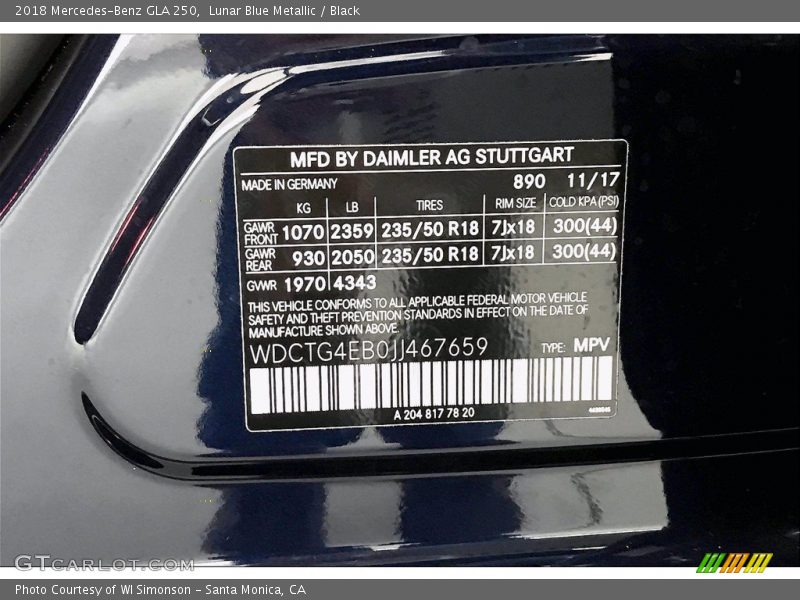 2018 Mercedes-Benz GLA 250,  Lunar Blue Metallic / Black
MFD BY DAIMLER AG STUTTGART
MADE IN GERMANY 890 11/17
KG LB TIRES RIM SIZE COLD KPA(PSI)
GAWR FRONT 1070 2359 235/50 R18 7Jx18 300(44)
GAWR REAR 930 2050 235/50 R18 7Jx18 300(44)
GVWR 1970 4343
THIS VEHICLE CONFORMS TO ALL APPLICABLE FEDERAL MOTOR VEHICLE
SAFETY AND THEFT PREVENTION STANDARDS IN EFFECT ON THE DATE OF
MANUFACTURE SHOWN ABOVE.
WDCTG4EB0JJ467659 TYPE: MPV
A 204 817 78 20
GTCARLOT.COM
Photo Courtesy of WI Simonson - Santa Monica, CA